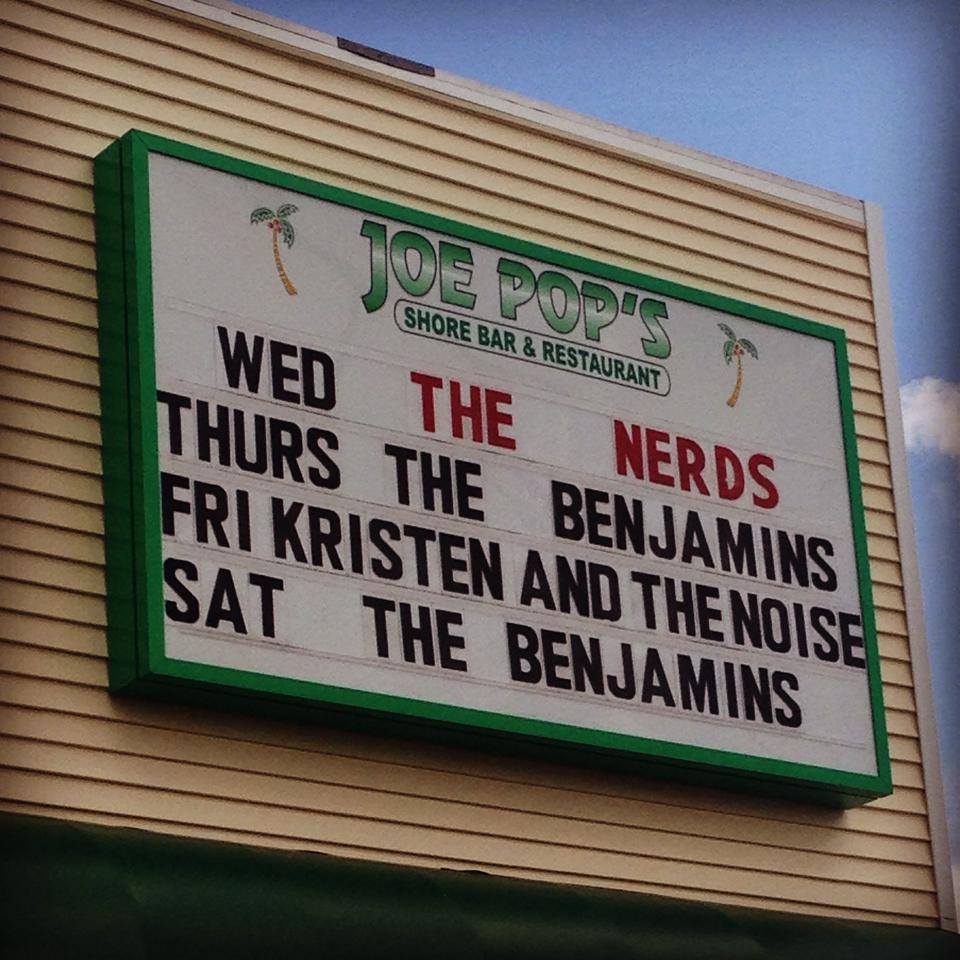 JOE POP'S
SHORE BAR & RESTAURANT
WED THE NERDS
THURS THE BENJAMINS
FRI KRISTEN AND THE NOISE
SAT THE BENJAMINS